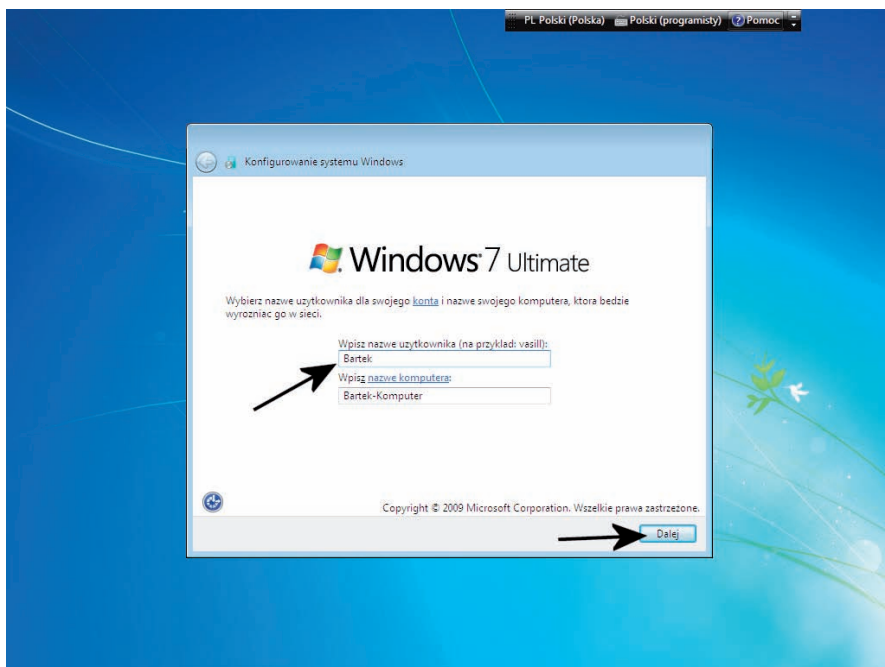 PL Polski (Polska) Polski (programisty) Pomoc
Konfigurowanie systemu Windows
Windows 7 Ultimate
Wybierz nazwe uzytkownika dla swojego konta i nazwe swojego komputera, ktora bedzie
wyrozniac go w sieci.
Wpisz nazwe uzytkownika (na przyklad: vasill):
Bartek
Wpisz nazwe komputera:
Bartek-Komputer
Copyright © 2009 Microsoft Corporation. Wszelkie prawa zastrzezone.
Dalej